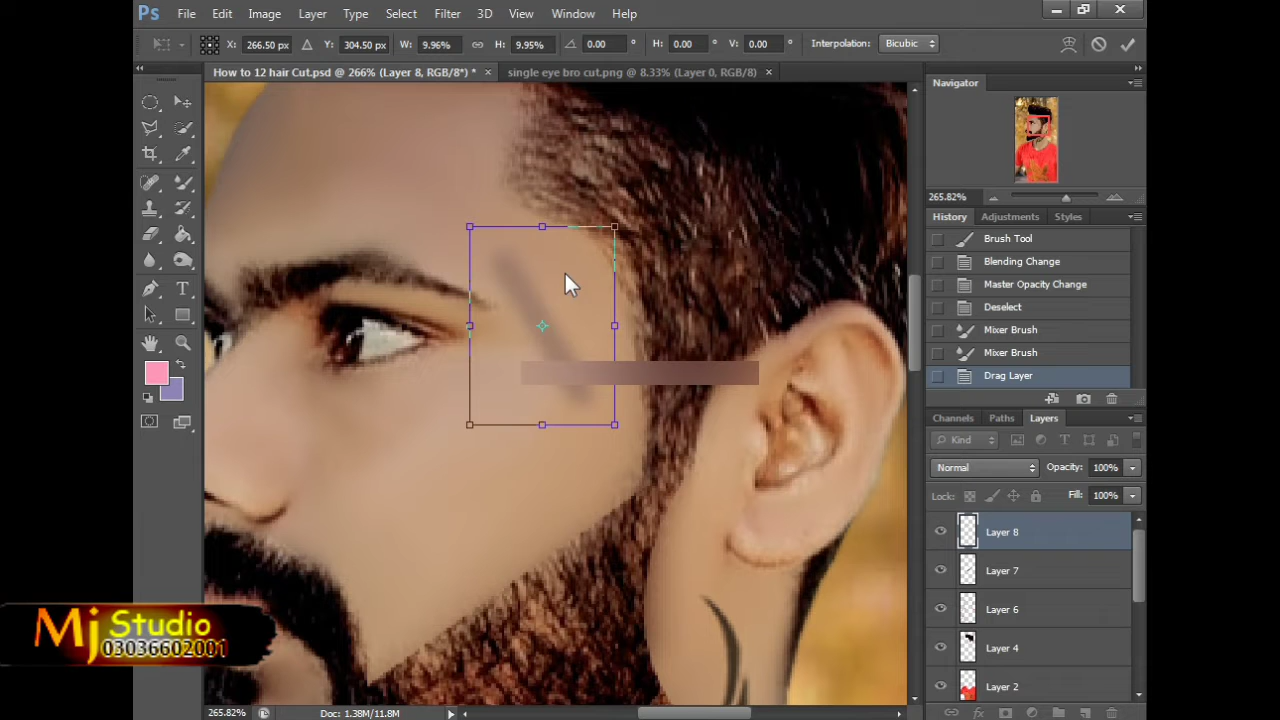 Ps File Edit Image Layer Type Select Filter 3D View Window Help
X: 266.50 px Y: 304.50 px W: 9.96% H: 9.95% 0.00 ° H: 0.00 ° V: 0.00 ° Interpolation: Bicubic
How to 12 hair Cut.psd @ 266% (Layer 8, RGB/8*) * × single eye bro cut.png @ 8.33% (Layer 0, RGB/8) ×
Navigator
265.82%
History Adjustments Styles
Brush Tool
Blending Change
Master Opacity Change
Deselect
Mixer Brush
Mixer Brush
Drag Layer
Channels Paths Layers
Kind
Normal Opacity: 100%
Lock: Fill: 100%
Layer 8
Layer 7
Layer 6
Layer 4
Layer 2
Mj Studio
03036602001
265.82% Doc: 1.38M/11.8M